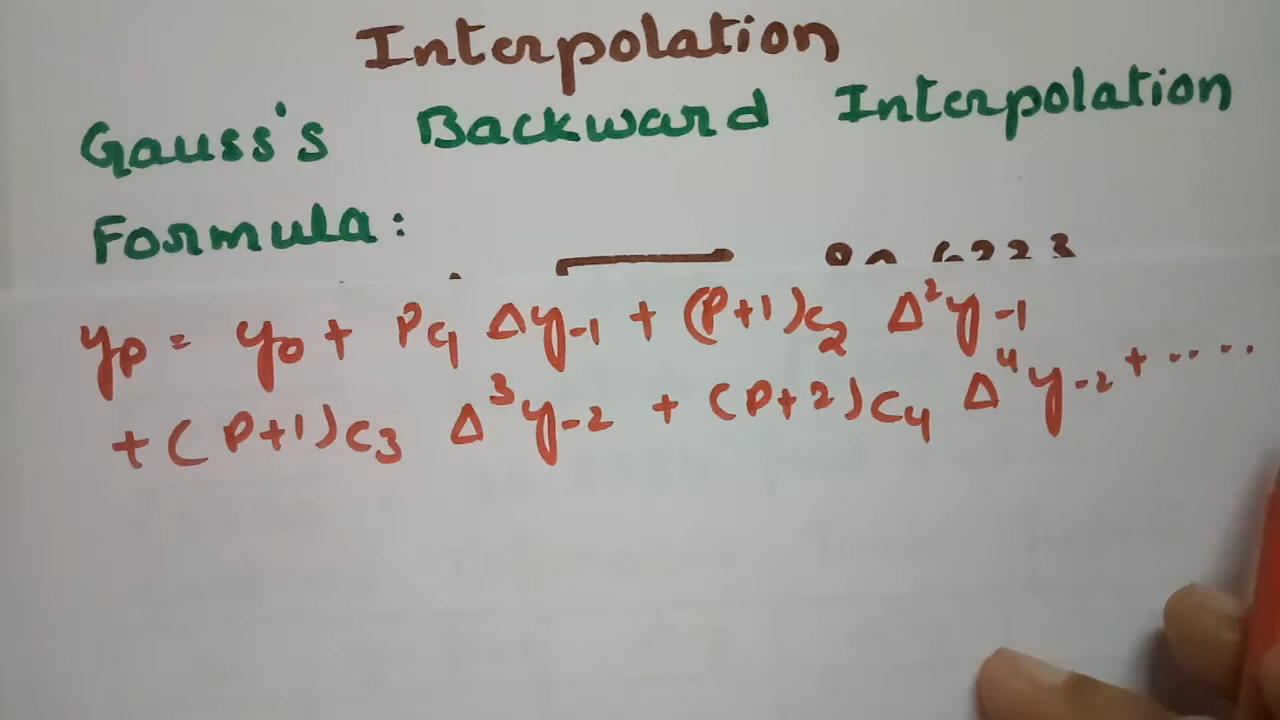 Interpolation
Gauss's Backward Interpolation
Formula:
yp = y0 + PC1 Δy-1 + (P+1)C2 Δ²y-1
+ (P+1)C3 Δ³y-2 + (P+2)C4 Δ⁴y-2 + ....